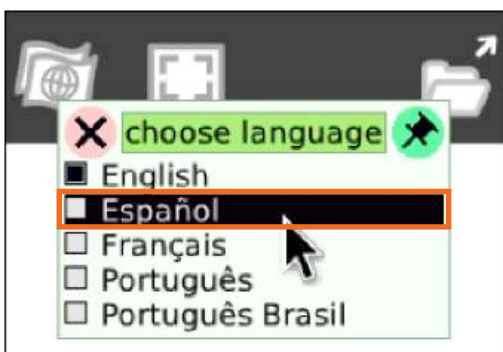 choose language
English
Español
Français
Português
Português Brasil